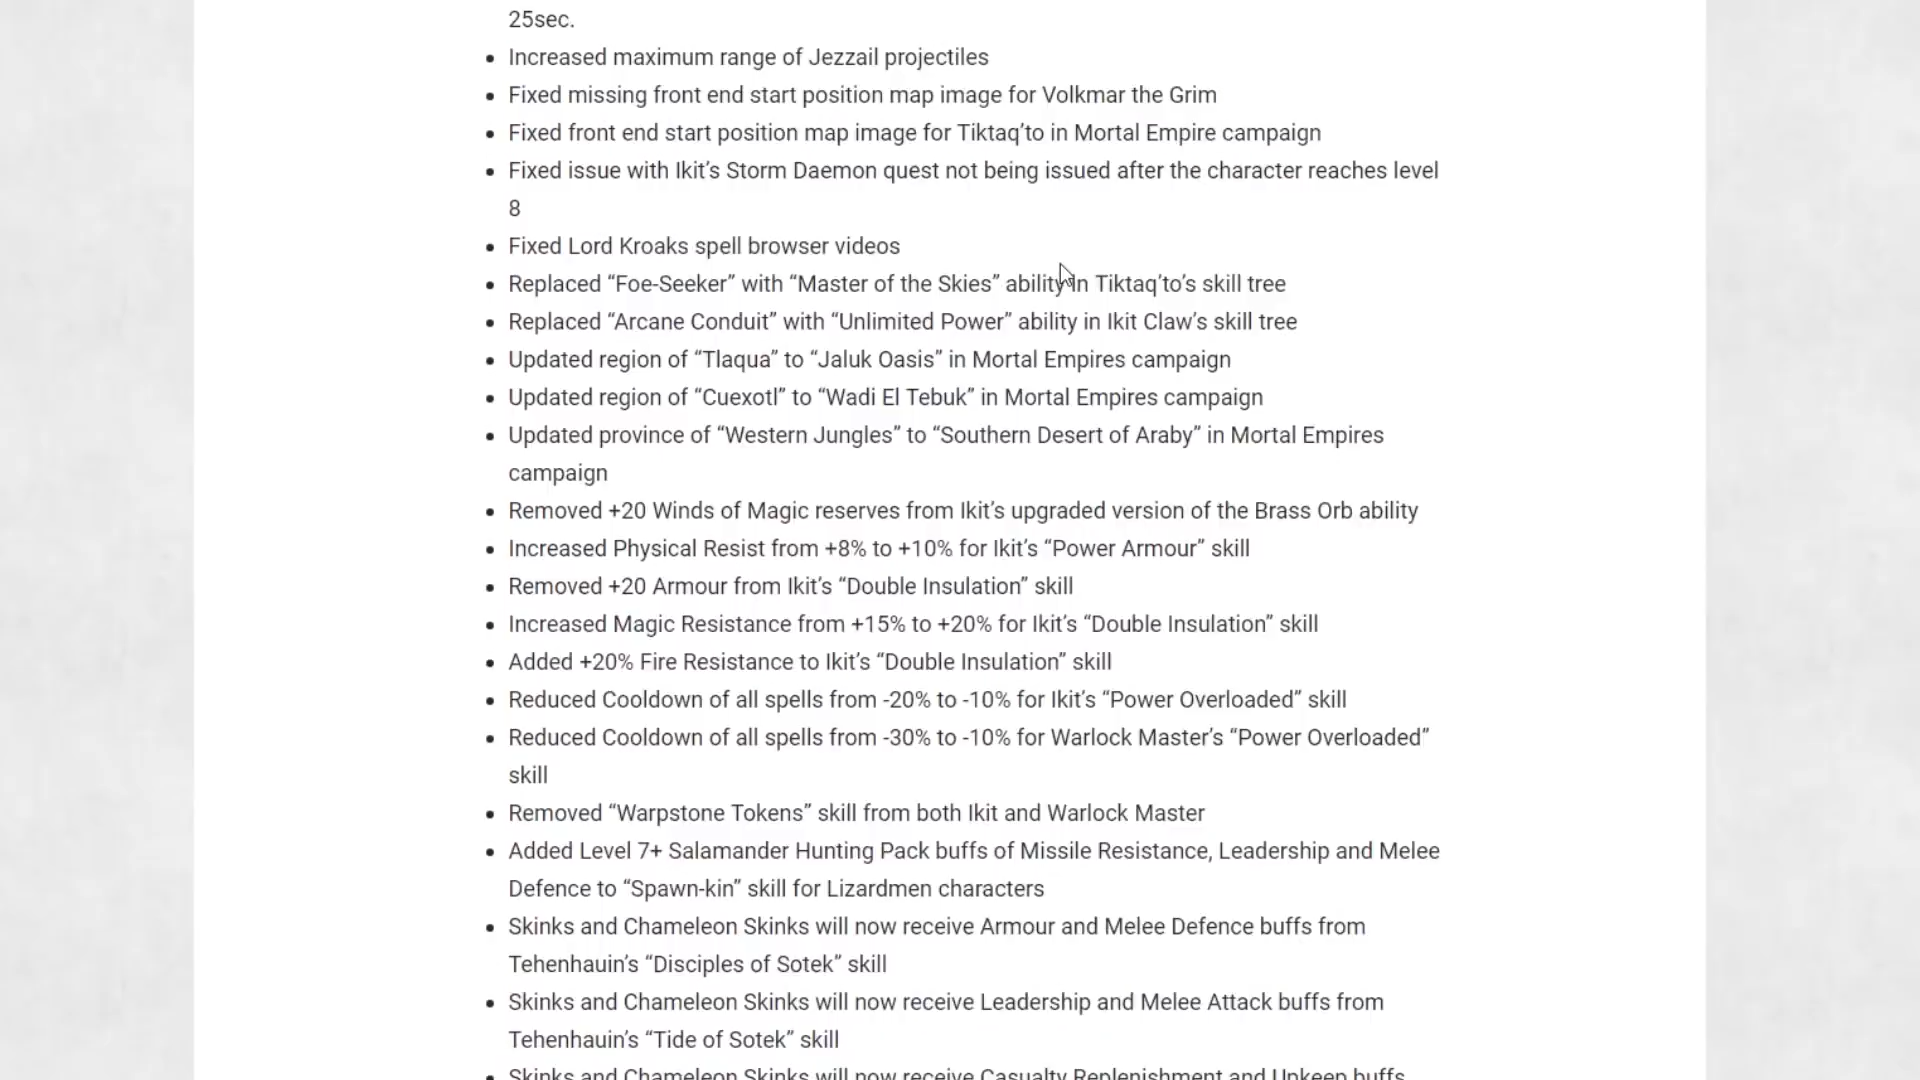 25sec.
• Increased maximum range of Jezzail projectiles
• Fixed missing front end start position map image for Volkmar the Grim
• Fixed front end start position map image for Tiktaq’to in Mortal Empire campaign
• Fixed issue with Ikit’s Storm Daemon quest not being issued after the character reaches level
8
• Fixed Lord Kroaks spell browser videos
• Replaced “Foe-Seeker” with “Master of the Skies” ability in Tiktaq’to’s skill tree
• Replaced “Arcane Conduit” with “Unlimited Power” ability in Ikit Claw’s skill tree
• Updated region of “Tlaqua” to “Jaluk Oasis” in Mortal Empires campaign
• Updated region of “Cuexotl” to “Wadi El Tebuk” in Mortal Empires campaign
• Updated province of “Western Jungles” to “Southern Desert of Araby” in Mortal Empires
campaign
• Removed +20 Winds of Magic reserves from Ikit’s upgraded version of the Brass Orb ability
• Increased Physical Resist from +8% to +10% for Ikit’s “Power Armour” skill
• Removed +20 Armour from Ikit’s “Double Insulation” skill
• Increased Magic Resistance from +15% to +20% for Ikit’s “Double Insulation” skill
• Added +20% Fire Resistance to Ikit’s “Double Insulation” skill
• Reduced Cooldown of all spells from -20% to -10% for Ikit’s “Power Overloaded” skill
• Reduced Cooldown of all spells from -30% to -10% for Warlock Master’s “Power Overloaded”
skill
• Removed “Warpstone Tokens” skill from both Ikit and Warlock Master
• Added Level 7+ Salamander Hunting Pack buffs of Missile Resistance, Leadership and Melee
Defence to “Spawn-kin” skill for Lizardmen characters
• Skinks and Chameleon Skinks will now receive Armour and Melee Defence buffs from
Tehenhauin’s “Disciples of Sotek” skill
• Skinks and Chameleon Skinks will now receive Leadership and Melee Attack buffs from
Tehenhauin’s “Tide of Sotek” skill
• Skinks and Chameleon Skinks will now receive Casualty Replenishment and Upkeep buffs